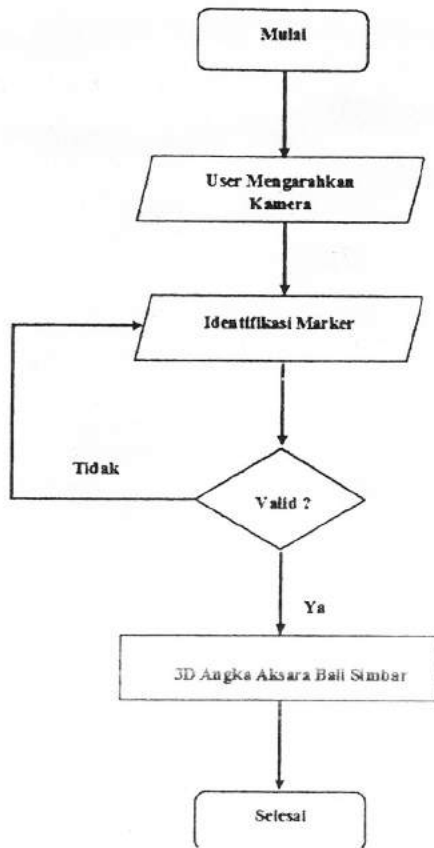 Mulai
User Mengarahkan
Kamera
Identifikasi Marker
Tidak
Valid ?
Ya
3D Angka Aksara Bali Simbar
Selesai